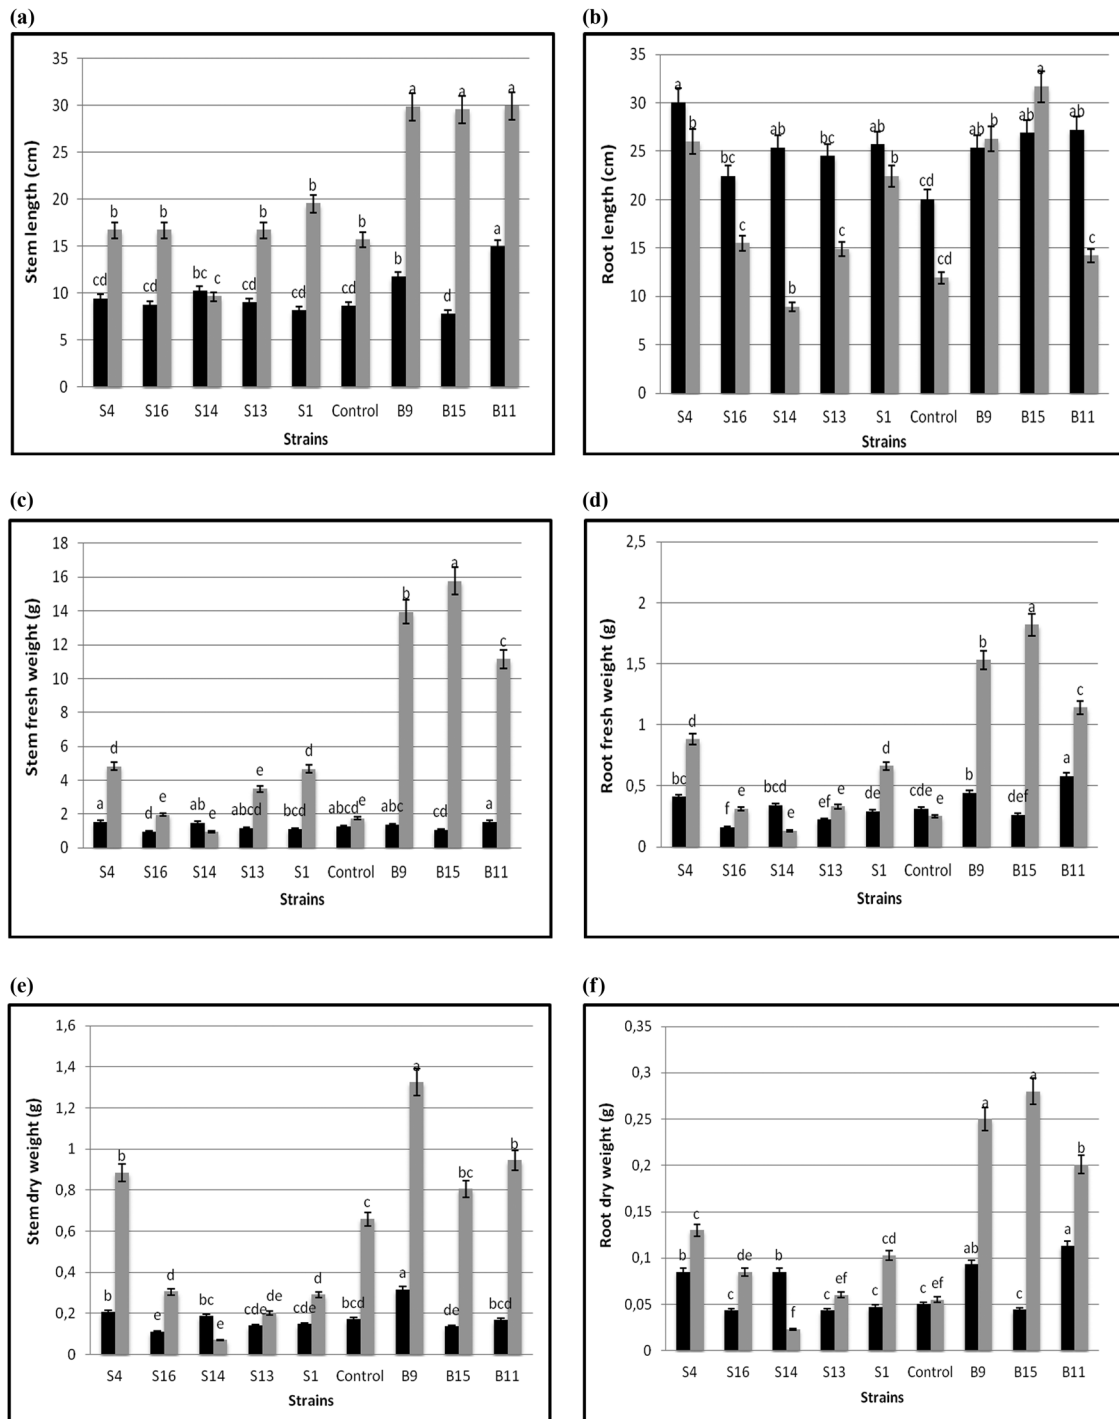 (a)
Stem length (cm)
35
30
25
20
15
10
5
0
cd b
cd b
bc c
cd b
cd b
cd b
b a
d a
a a
S4 S16 S14 S13 S1 Control B9 B15 B11
Strains
(b)
Root length (cm)
35
30
25
20
15
10
5
0
a b
bc c
ab b
bc c
ab b
cd cd
ab b
ab a
ab c
S4 S16 S14 S13 S1 Control B9 B15 B11
Strains
(c)
Stem fresh weight (g)
18
16
14
12
10
8
6
4
2
0
a d
d e
ab e
abcd e
bcd d
abcd e
abc b
cd a
a c
S4 S16 S14 S13 S1 Control B9 B15 B11
Strains
(d)
Root fresh weight (g)
2,5
2
1,5
1
0,5
0
bc d
f e
bcd e
ef e
de d
cde e
b b
def a
a c
S4 S16 S14 S13 S1 Control B9 B15 B11
Strains
(e)
Stem dry weight (g)
1,6
1,4
1,2
1
0,8
0,6
0,4
0,2
0
b b
e d
bc e
cde de
cde d
bcd c
a a
de bc
bcd b
S4 S16 S14 S13 S1 Control B9 B15 B11
Strains
(f)
Root dry weight (g)
0,35
0,3
0,25
0,2
0,15
0,1
0,05
0
b c
c de
b f
c ef
c cd
c ef
ab a
c a
a b
S4 S16 S14 S13 S1 Control B9 B15 B11
Strains